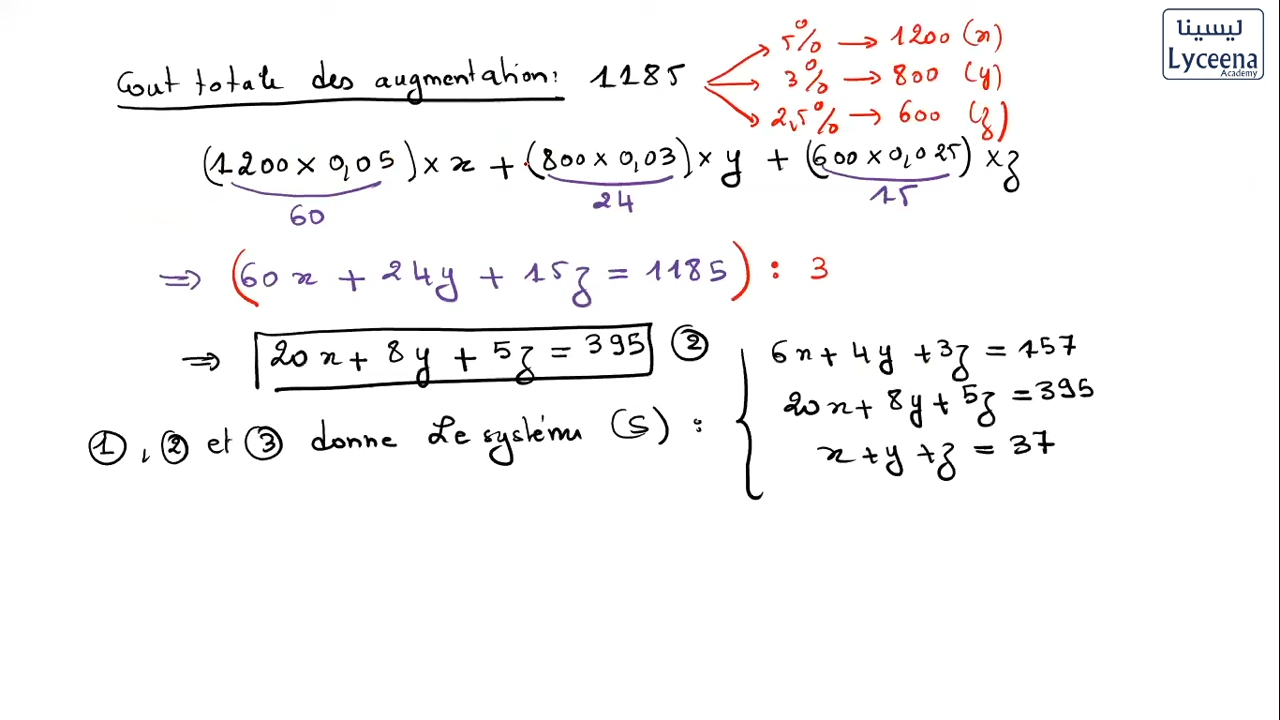 ليسينا
Lyceena
Academy
Cout totale des augmentation: 1185
5% → 1200 (x)
3% → 800 (y)
2,5% → 600 (z)
(1200 × 0,05) × x + (800 × 0,03) × y + (600 × 0,025) × z
60 24 15
⇒ (60x + 24y + 15z = 1185) : 3
⇒ 20x + 8y + 5z = 395 ②
①, ② et ③ donne Le système (S) :
6x + 4y + 3z = 157
20x + 8y + 5z = 395
x + y + z = 37